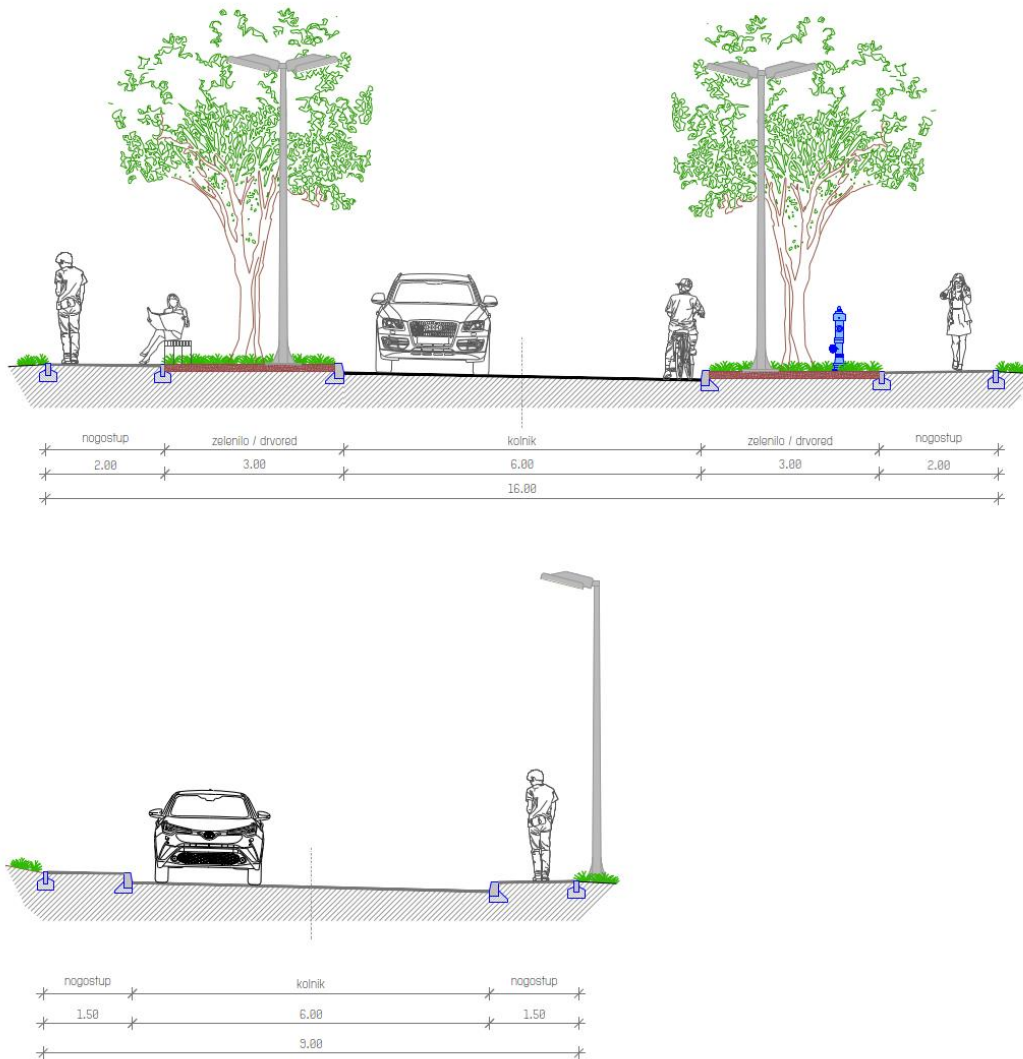 nogostup zelenilo / drvored kolnik zelenilo / drvored nogostup
2.00 3.00 6.00 3.00 2.00
16.00
nogostup kolnik nogostup
1.50 6.00 1.50
9.00